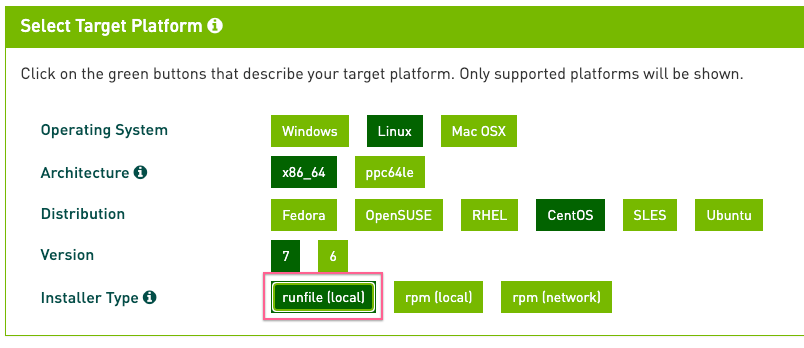 Select Target Platform
Click on the green buttons that describe your target platform. Only supported platforms will be shown.
Operating System Windows Linux Mac OSX
Architecture x86_64 ppc64le
Distribution Fedora OpenSUSE RHEL CentOS SLES Ubuntu
Version 7 6
Installer Type runfile (local) rpm (local) rpm (network)